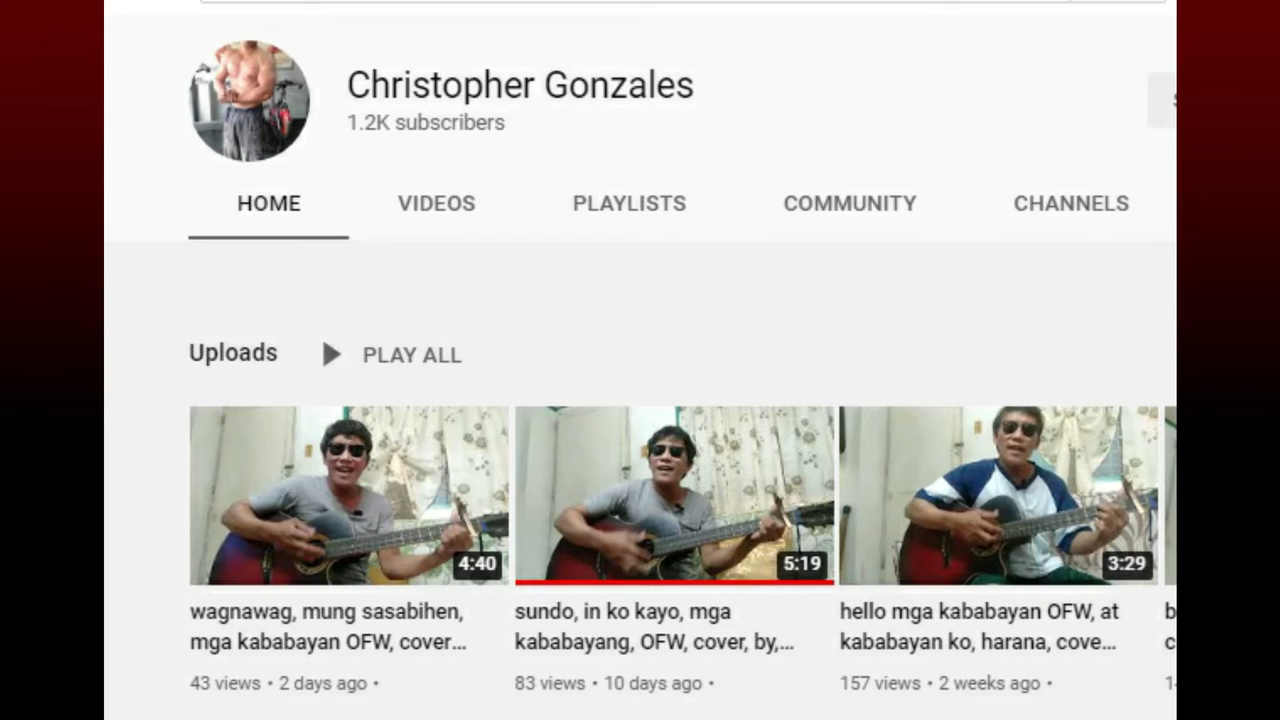 Christopher Gonzales
1.2K subscribers
HOME VIDEOS PLAYLISTS COMMUNITY CHANNELS
Uploads PLAY ALL
4:40 5:19 3:29
wagnawag, mung sasabihen,
mga kababayan OFW, cover...
43 views • 2 days ago •
sundo, in ko kayo, mga
kababayang, OFW, cover, by,...
83 views • 10 days ago •
hello mga kababayan OFW, at
kababayan ko, harana, cove...
157 views • 2 weeks ago •